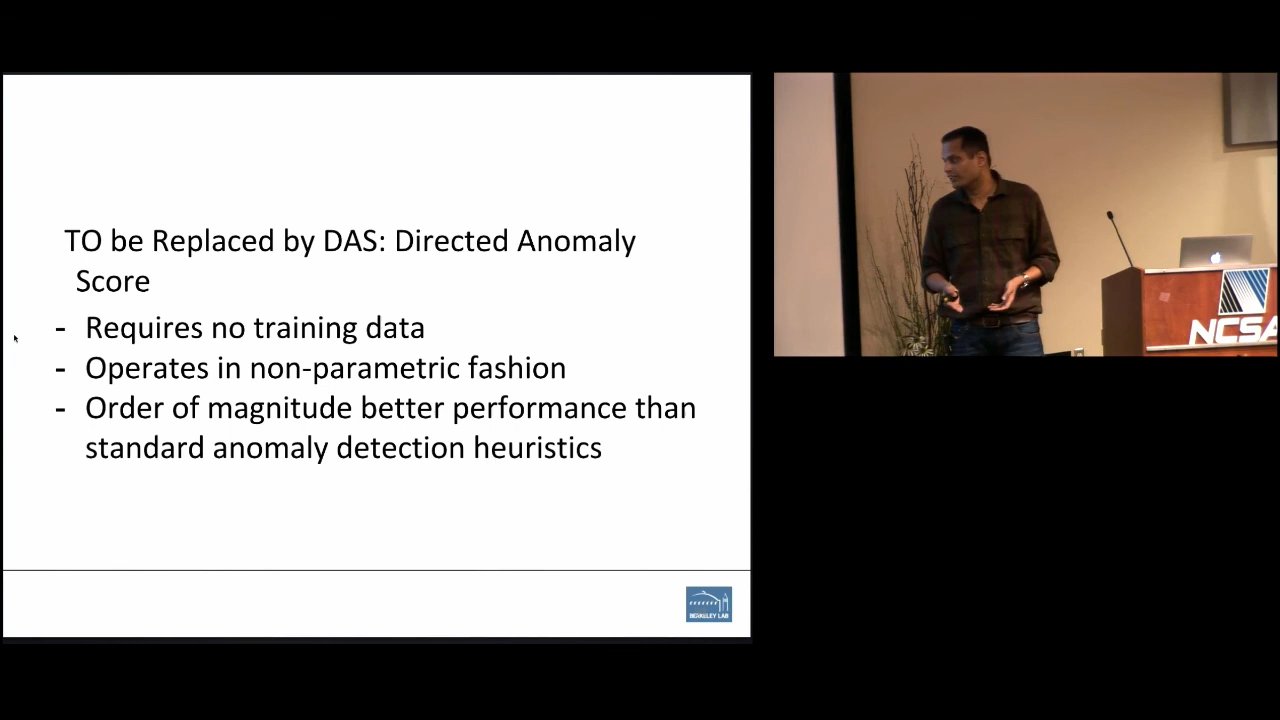 TO be Replaced by DAS: Directed Anomaly
Score
- Requires no training data
- Operates in non-parametric fashion
- Order of magnitude better performance than
standard anomaly detection heuristics
BERKELEY LAB
NCSA